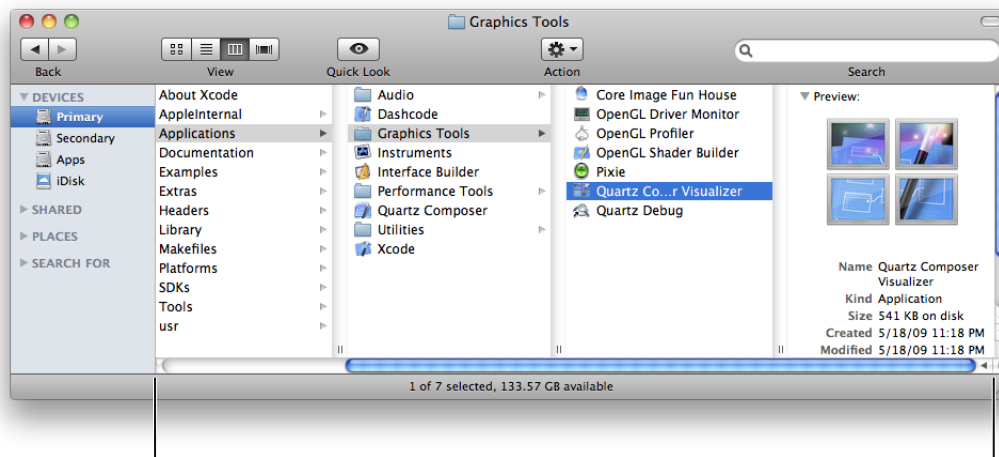 Graphics Tools
Back
View
Quick Look
Action
Search
DEVICES
Primary
Secondary
Apps
iDisk
SHARED
PLACES
SEARCH FOR
About Xcode
AppleInternal
Applications
Documentation
Examples
Extras
Headers
Library
Makefiles
Platforms
SDKs
Tools
usr
Audio
Dashcode
Graphics Tools
Instruments
Interface Builder
Performance Tools
Quartz Composer
Utilities
Xcode
Core Image Fun House
OpenGL Driver Monitor
OpenGL Profiler
OpenGL Shader Builder
Pixie
Quartz Co...r Visualizer
Quartz Debug
Preview:
Name Quartz Composer
Visualizer
Kind Application
Size 541 KB on disk
Created 5/18/09 11:18 PM
Modified 5/18/09 11:18 PM
1 of 7 selected, 133.57 GB available